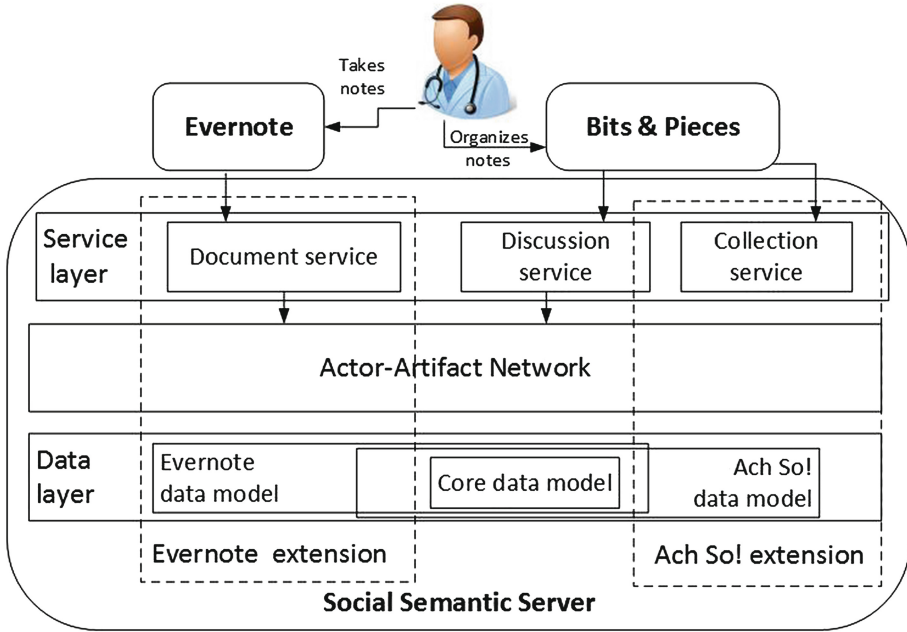 Takes
notes
Evernote
Organizes
notes
Bits & Pieces
Service
layer
Document service
Discussion
service
Collection
service
Actor-Artifact Network
Data
layer
Evernote
data model
Core data model
Ach So!
data model
Evernote extension
Ach So! extension
Social Semantic Server